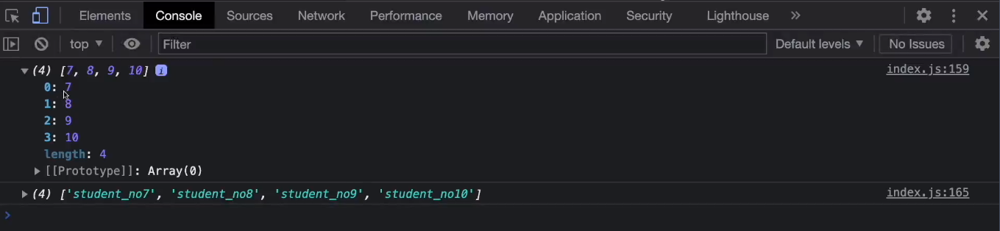 Elements Console Sources Network Performance Memory Application Security Lighthouse »
top ▼ Filter Default levels ▼ No Issues
▼ (4) [7, 8, 9, 10] i index.js:159
0: 7
1: 8
2: 9
3: 10
length: 4
▶ [[Prototype]]: Array(0)
▶ (4) ['student_no7', 'student_no8', 'student_no9', 'student_no10'] index.js:165
>